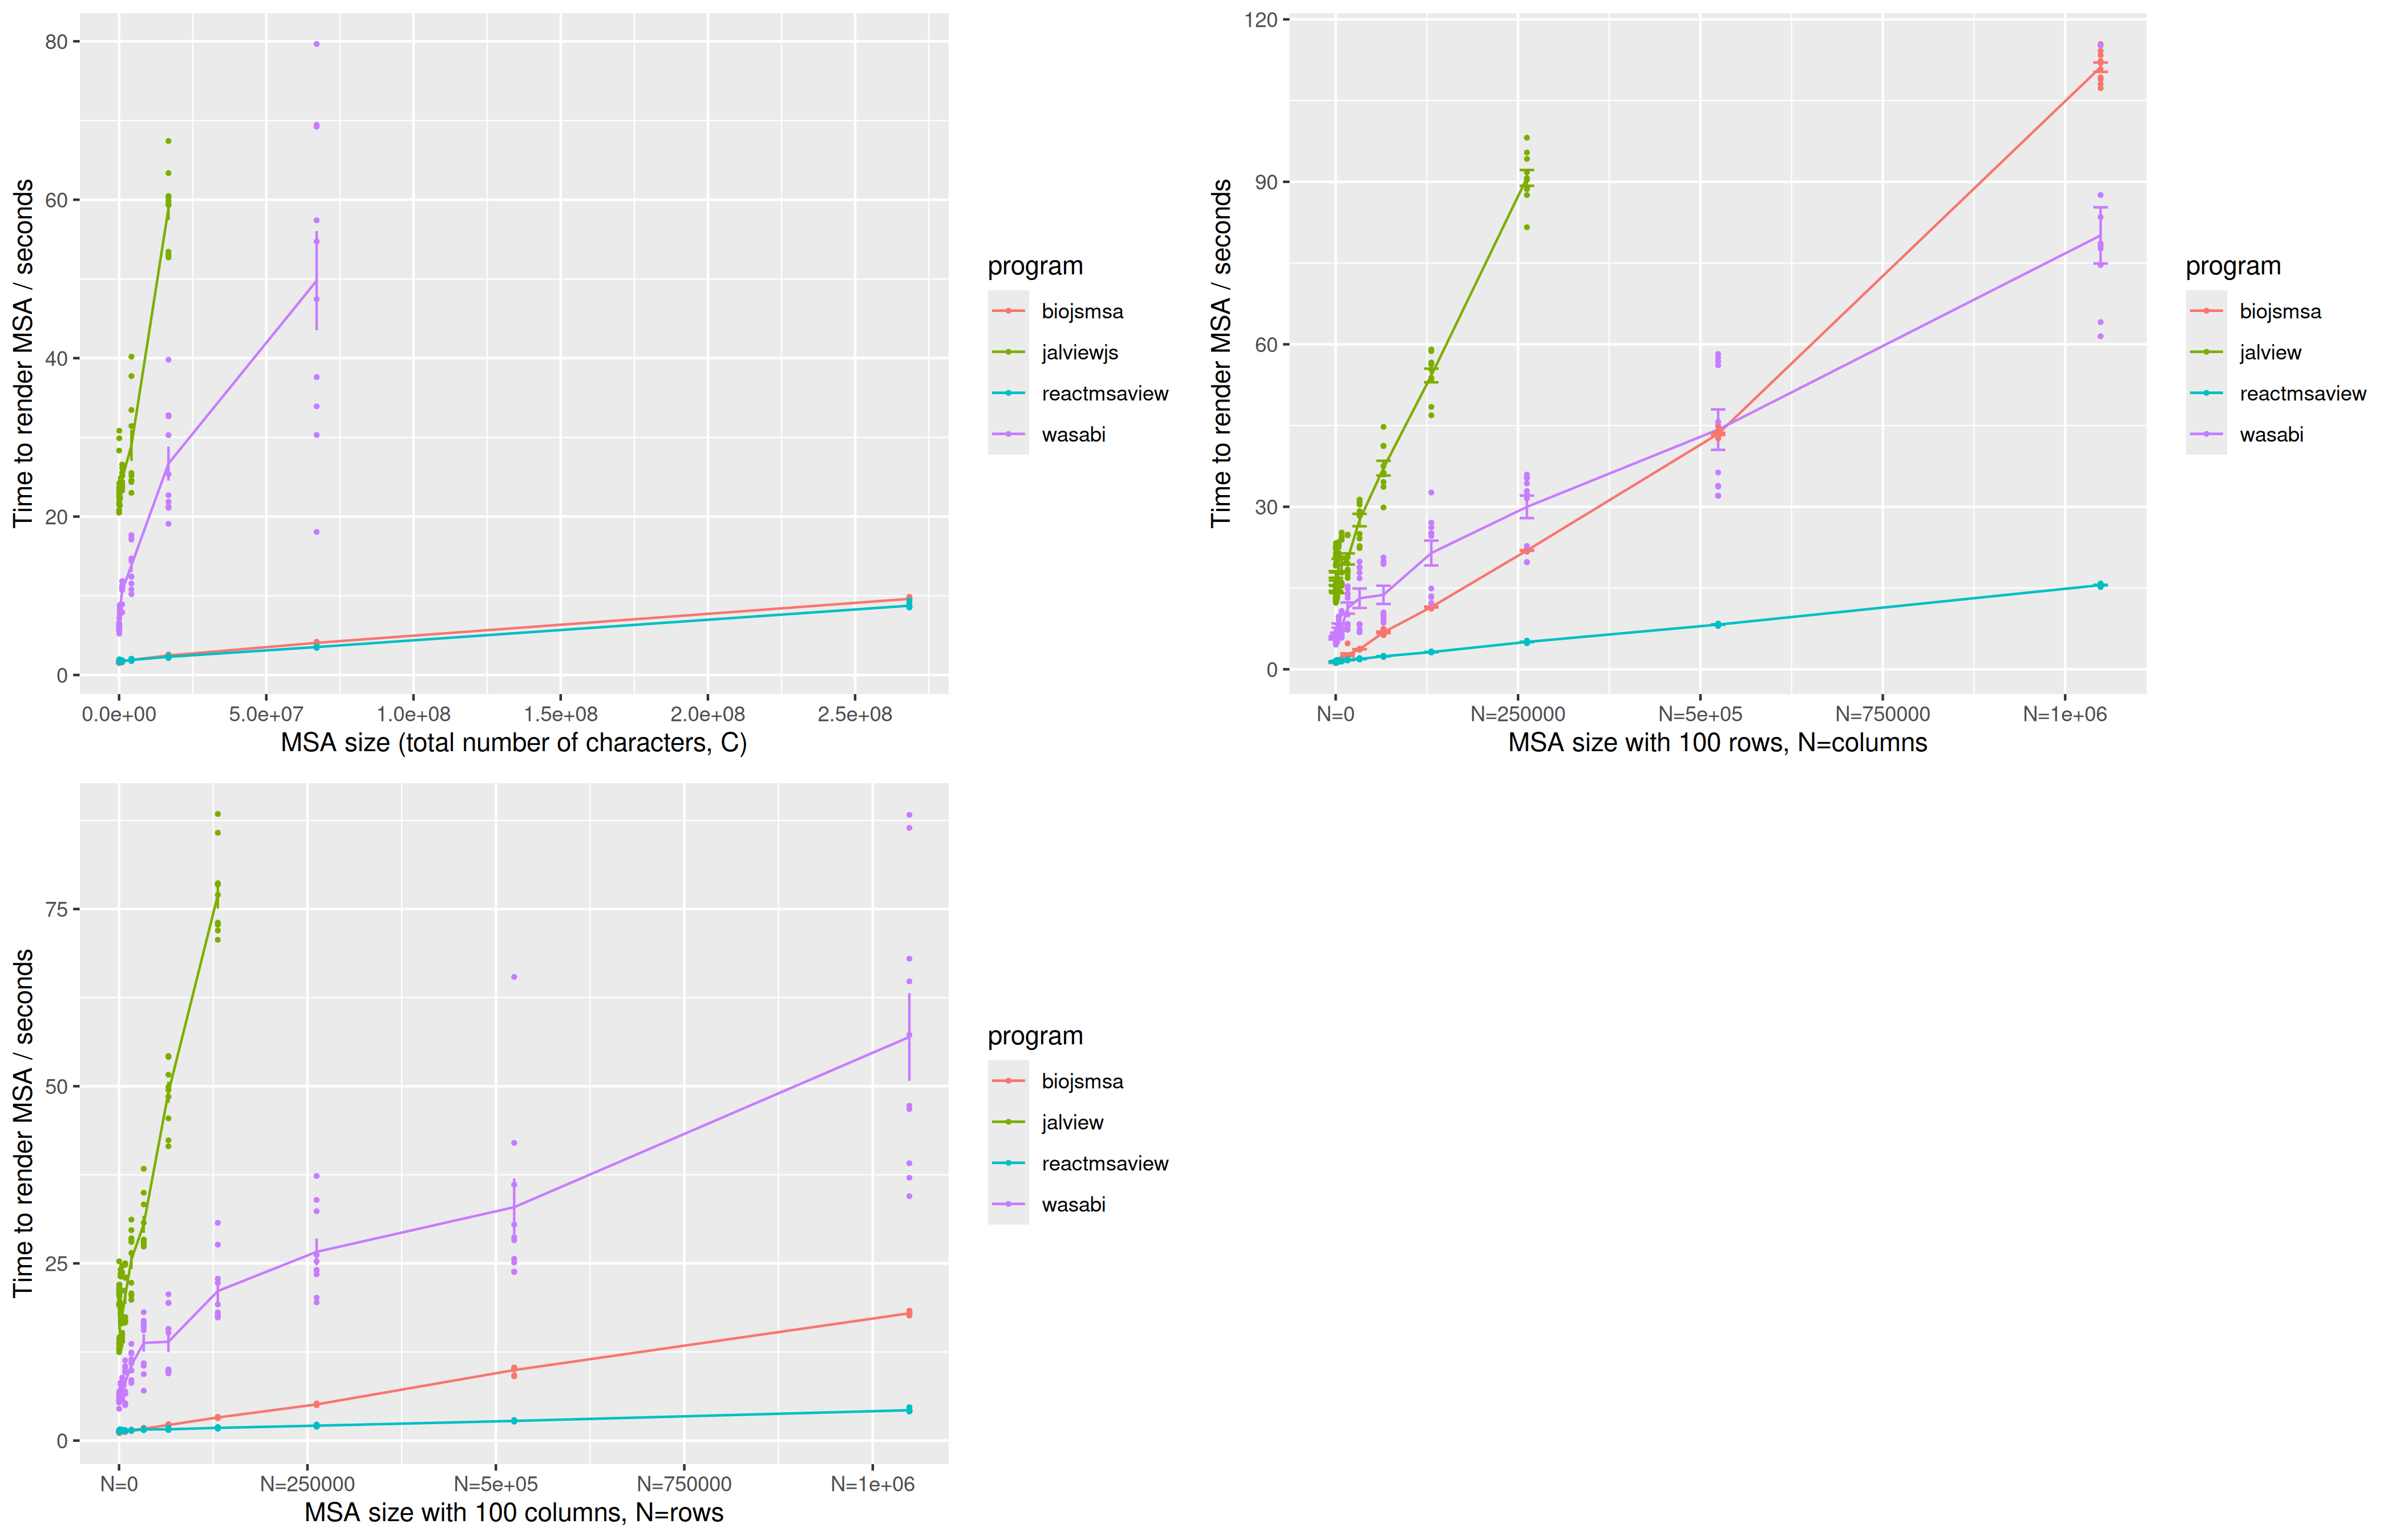 Time to render MSA / seconds
80
60
40
20
0
0.0e+00 5.0e+07 1.0e+08 1.5e+08 2.0e+08 2.5e+08
MSA size (total number of characters, C)
program
biojsmsa
jalviewjs
reactmsaview
wasabi
Time to render MSA / seconds
120
90
60
30
0
N=0 N=250000 N=5e+05 N=750000 N=1e+06
MSA size with 100 rows, N=columns
program
biojsmsa
jalview
reactmsaview
wasabi
Time to render MSA / seconds
75
50
25
0
N=0 N=250000 N=5e+05 N=750000 N=1e+06
MSA size with 100 columns, N=rows
program
biojsmsa
jalview
reactmsaview
wasabi